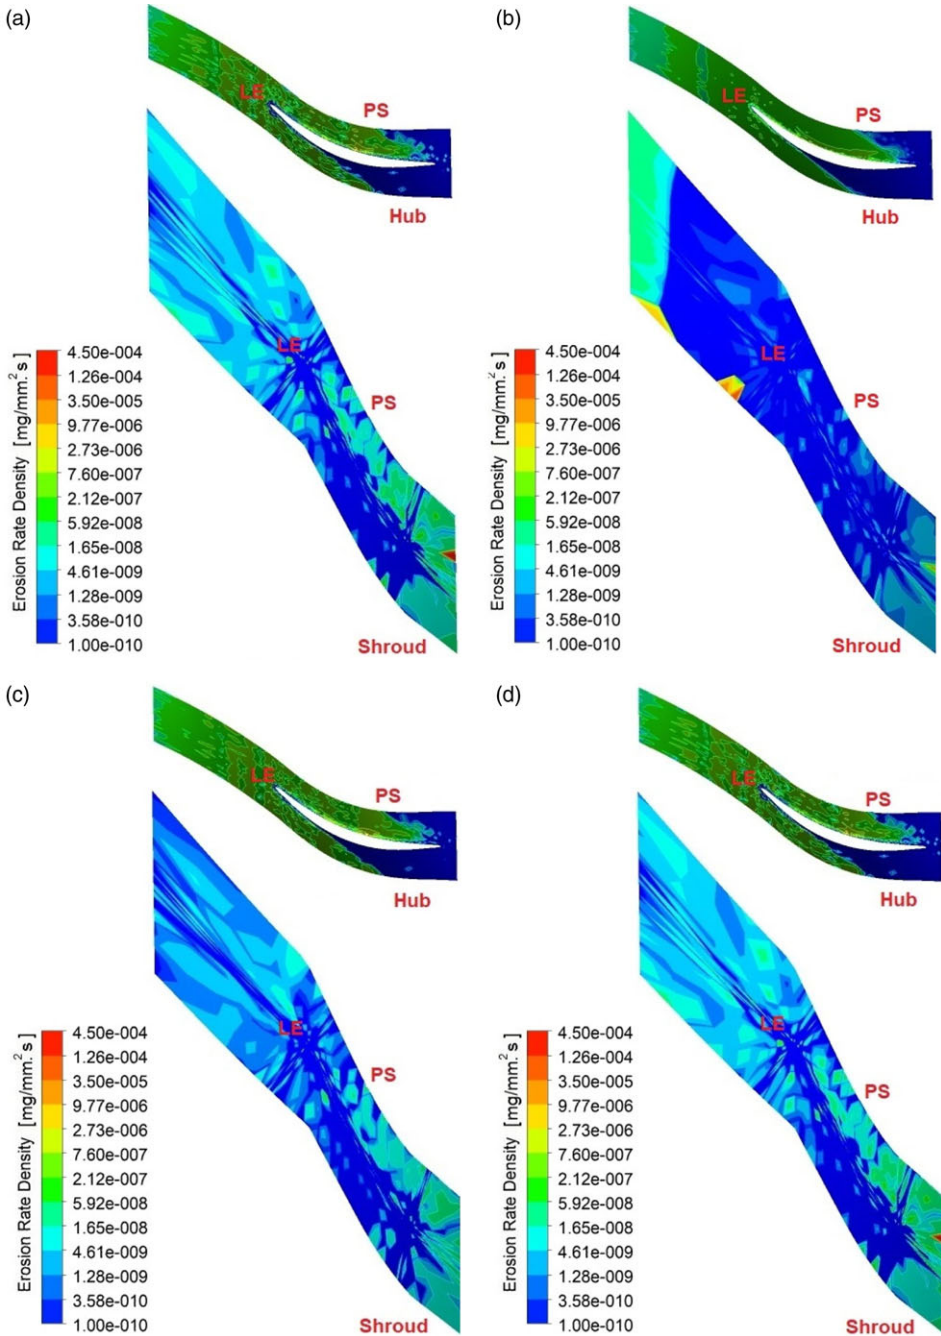 (a)
LE
PS
Hub
LE
PS
Shroud
Erosion Rate Density [mg/mm.² s]
4.50e-004
1.26e-004
3.50e-005
9.77e-006
2.73e-006
7.60e-007
2.12e-007
5.92e-008
1.65e-008
4.61e-009
1.28e-009
3.58e-010
1.00e-010
(b)
LE
PS
Hub
LE
PS
Shroud
Erosion Rate Density [mg/mm.² s]
4.50e-004
1.26e-004
3.50e-005
9.77e-006
2.73e-006
7.60e-007
2.12e-007
5.92e-008
1.65e-008
4.61e-009
1.28e-009
3.58e-010
1.00e-010
(c)
LE
PS
Hub
LE
PS
Shroud
Erosion Rate Density [mg/mm.² s]
4.50e-004
1.26e-004
3.50e-005
9.77e-006
2.73e-006
7.60e-007
2.12e-007
5.92e-008
1.65e-008
4.61e-009
1.28e-009
3.58e-010
1.00e-010
(d)
LE
PS
Hub
LE
PS
Shroud
Erosion Rate Density [mg/mm.² s]
4.50e-004
1.26e-004
3.50e-005
9.77e-006
2.73e-006
7.60e-007
2.12e-007
5.92e-008
1.65e-008
4.61e-009
1.28e-009
3.58e-010
1.00e-010